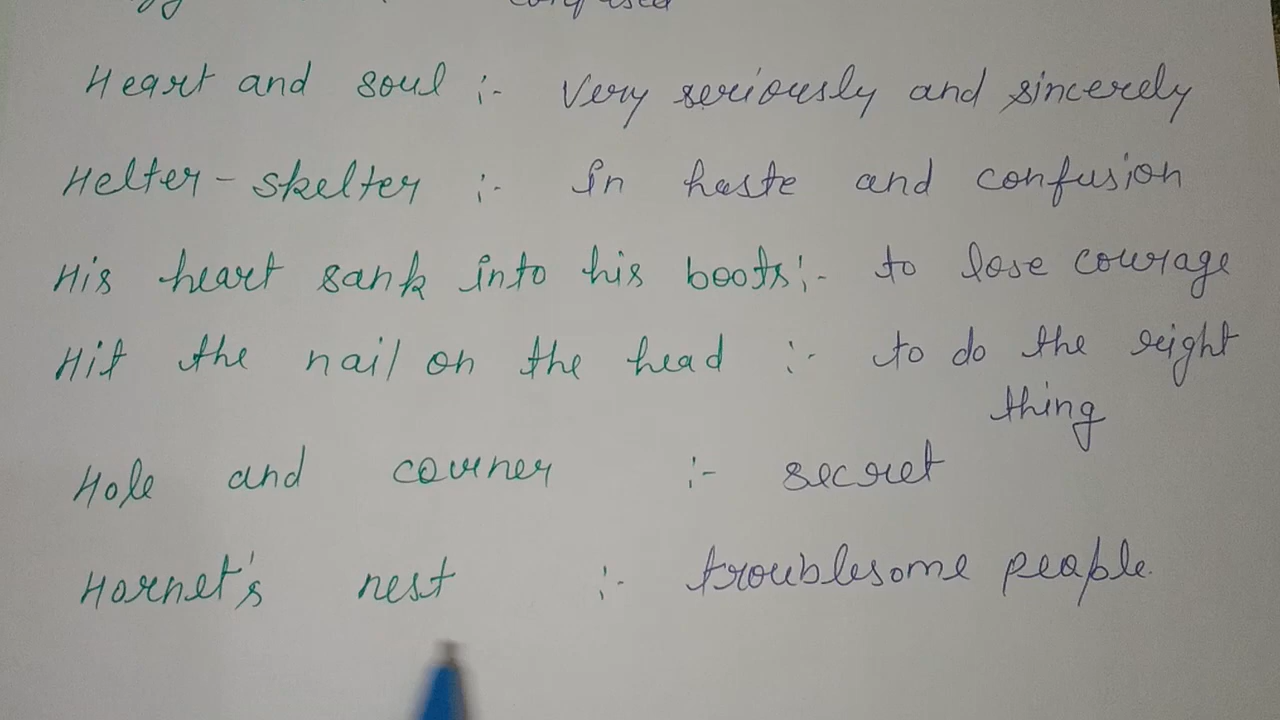 confused
Heart and soul :- Very seriously and sincerely
Helter-skelter :- In haste and confusion
His heart sank into his boots :- to lose courage
Hit the nail on the head :- to do the right
thing
Hole and corner :- secret
Hornet's nest :- troublesome people.